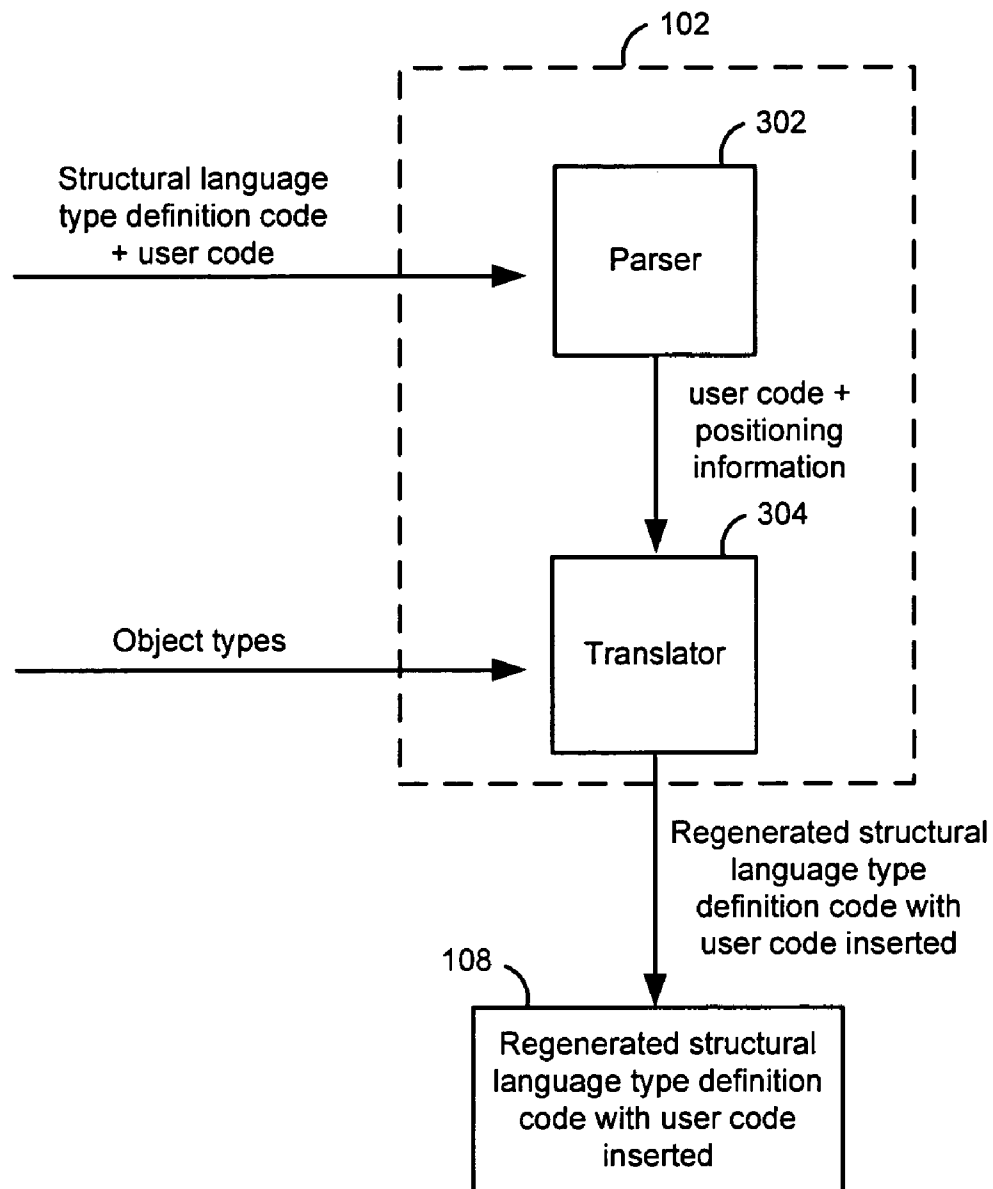 102
302
Structural language
type definition code
+ user code
Parser
user code +
positioning
information
304
Object types
Translator
Regenerated structural
language type
definition code with
user code inserted
108
Regenerated structural
language type definition
code with user code
inserted